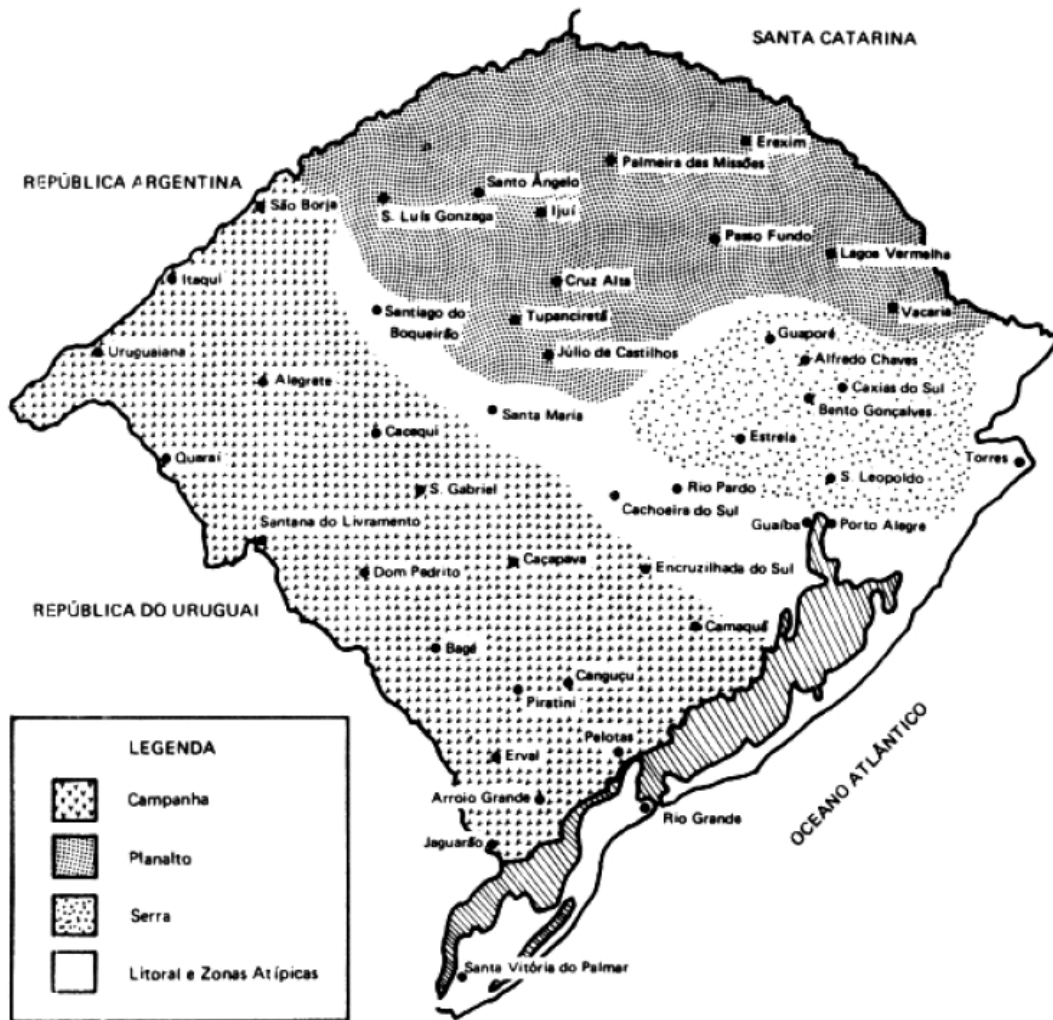 SANTA CATARINA
Erexim
Palmeira das Missões
REPÚBLICA ARGENTINA
Santo Ângelo
São Borja
S. Luís Gonzaga
Ijuí
Passo Fundo
Lagoa Vermelha
Itaqui
Cruz Alta
Santiago do
Boqueirão
Tupanciretã
Vacaria
Guaporé
Uruguaiana
Júlio de Castilhos
Alfredo Chaves
Alegrete
Caxias do Sul
Santa Maria
Bento Gonçalves
Cacequi
Estrela
Quaraí
Torres
S. Gabriel
Rio Pardo
S. Leopoldo
Cachoeira do Sul
Santana do Livramento
Guaíba
Porto Alegre
Dom Pedrito
Caçapava
Encruzilhada do Sul
REPÚBLICA DO URUGUAI
Camaquã
Bagé
Canguçu
Piratini
Pelotas
Erval
Arroio Grande
Rio Grande
OCEANO ATLÂNTICO
Jaguarão
Santa Vitória do Palmar
LEGENDA
Campanha
Planalto
Serra
Litoral e Zonas Atípicas